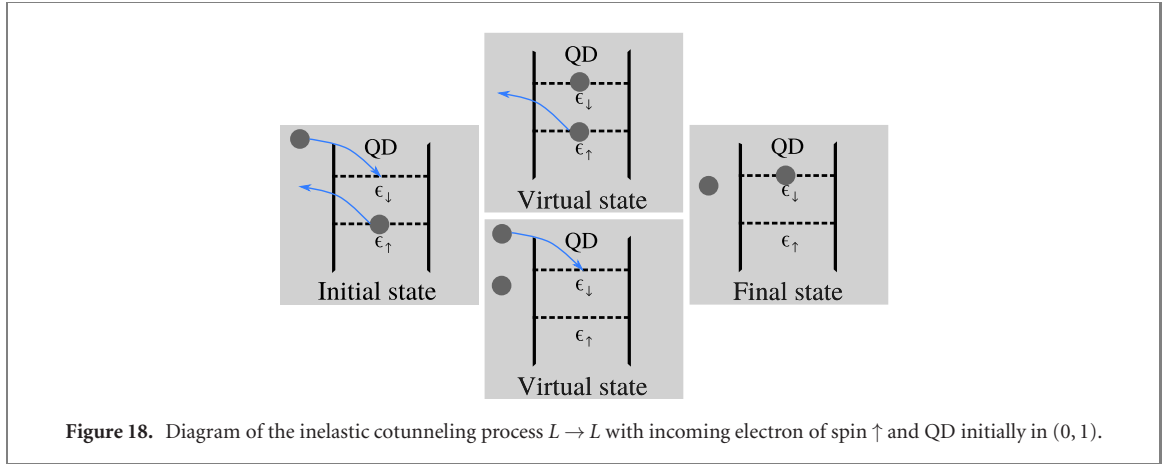 QD
ϵ↓
ϵ↑
Initial state
QD
ϵ↓
ϵ↑
Virtual state
QD
ϵ↓
ϵ↑
Virtual state
QD
ϵ↓
ϵ↑
Final state
Figure 18. Diagram of the inelastic cotunneling process L → L with incoming electron of spin ↑ and QD initially in (0, 1).